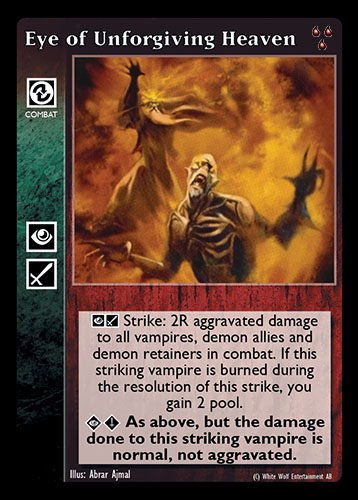 Eye of Unforgiving Heaven
COMBAT
Strike: 2R aggravated damage
to all vampires, demon allies and
demon retainers in combat. If this
striking vampire is burned during
the resolution of this strike, you
gain 2 pool.
As above, but the damage
done to this striking vampire is
normal, not aggravated.
Illus: Abrar Ajmal
(C) White Wolf Entertainment AB